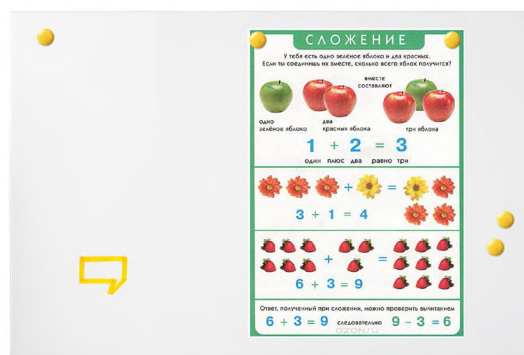 СЛОЖЕНИЕ
У тебя есть одно зелёное яблоко и два красных.
Если ты соединишь их вместе, сколько всего яблок получится?
вместе
составляют
одно
зелёное яблоко
два
красных яблока
три яблока
1 + 2 = 3
один плюс два равно три
+ =
3 + 1 = 4
+ =
6 + 3 = 9
Ответ, полученный при сложении, можно проверить вычитанием
6 + 3 = 9 следовательно 9 − 3 = 6
OZON.RU